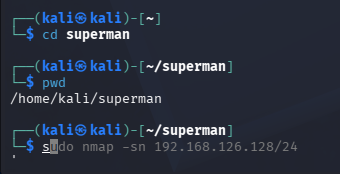 ┌──(kali㉿kali)-[~]
└─$ cd superman
┌──(kali㉿kali)-[~/superman]
└─$ pwd
/home/kali/superman
┌──(kali㉿kali)-[~/superman]
└─$ sudo nmap -sn 192.168.126.128/24
'